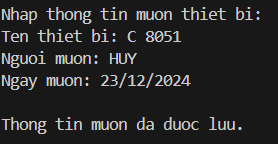 Nhap thong tin muon thiet bi:
Ten thiet bi: C 8051
Nguoi muon: HUY
Ngay muon: 23/12/2024
Thong tin muon da duoc luu.